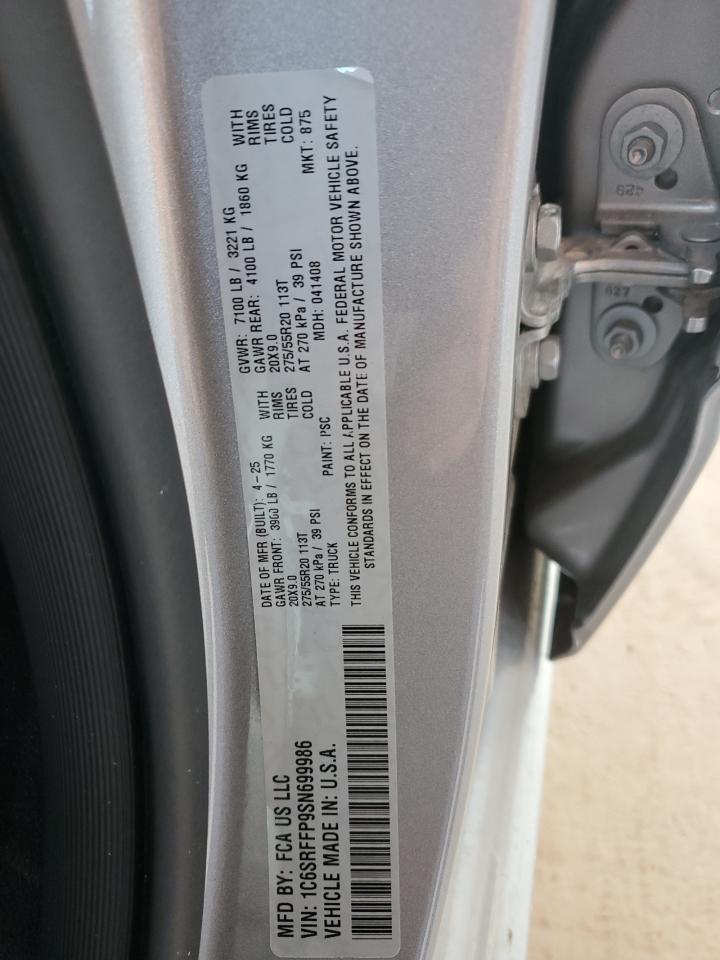 MFD BY: FCA US LLC
VIN: 1C6SRFFP9SN699986
VEHICLE MADE IN: U.S.A.
DATE OF MFR (BUILT): 4-25
GAWR FRONT: 3900 LB / 1770 KG WITH
20X9.0 RIMS
275/55R20 113T TIRES
AT 270 kPa / 39 PSI COLD
TYPE: TRUCK PAINT: PSC
GVWR: 7100 LB / 3221 KG
GAWR REAR: 4100 LB / 1860 KG WITH
20X9.0 RIMS
275/55R20 113T TIRES
AT 270 kPa / 39 PSI COLD
MDH: 041408 MKT: 875
THIS VEHICLE CONFORMS TO ALL APPLICABLE U.S.A. FEDERAL MOTOR VEHICLE SAFETY
STANDARDS IN EFFECT ON THE DATE OF MANUFACTURE SHOWN ABOVE.
427